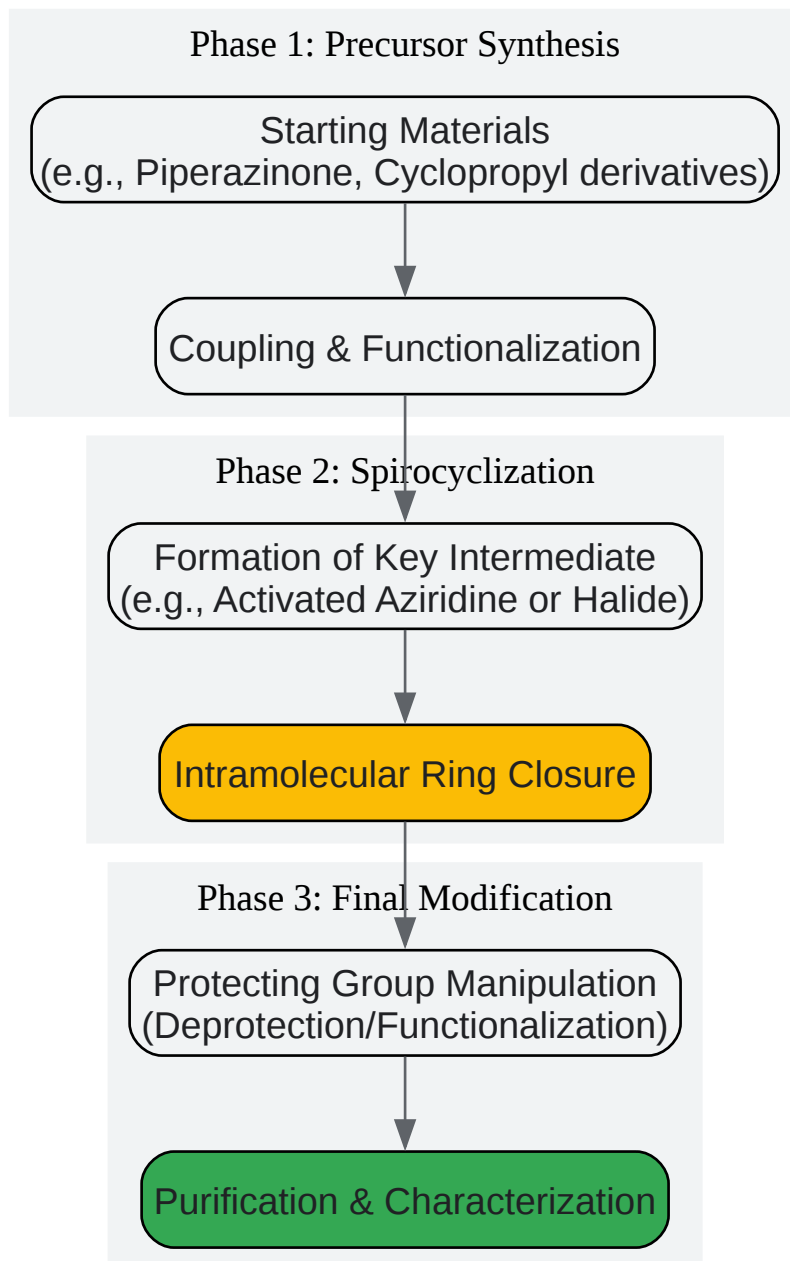 Phase 1: Precursor Synthesis
Starting Materials
(e.g., Piperazinone, Cyclopropyl derivatives)
Coupling & Functionalization
Phase 2: Spirocyclization
Formation of Key Intermediate
(e.g., Activated Aziridine or Halide)
Intramolecular Ring Closure
Phase 3: Final Modification
Protecting Group Manipulation
(Deprotection/Functionalization)
Purification & Characterization